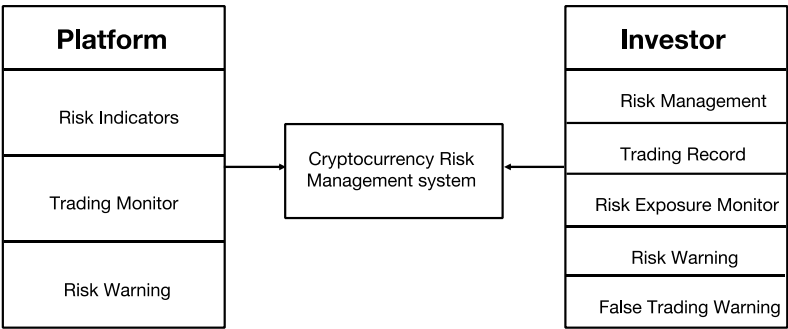 Platform
Risk Indicators
Trading Monitor
Risk Warning
Cryptocurrency Risk
Management system
Investor
Risk Management
Trading Record
Risk Exposure Monitor
Risk Warning
False Trading Warning